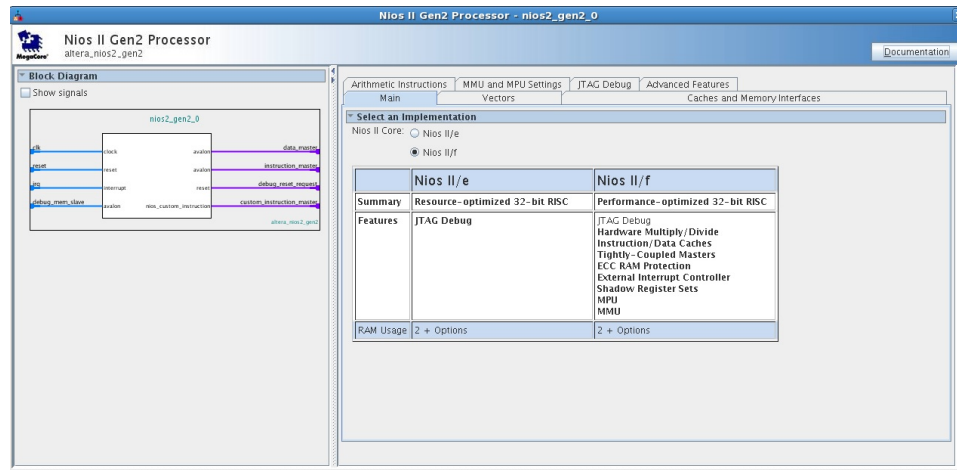 Nios II Gen2 Processor - nios2_gen2_0
Nios II Gen2 Processor
altera_nios2_gen2
MegaCore'
Documentation
Block Diagram
Show signals
nios2_gen2_0
clk
clock
avalon
data_master
reset
reset
avalon
instruction_master
irq
interrupt
reset
debug_reset_request
debug_mem_slave
avalon
nios_custom_instruction
custom_instruction_master
altera_nios2_gen2
Arithmetic Instructions MMU and MPU Settings JTAG Debug Advanced Features
Main Vectors Caches and Memory Interfaces
Select an Implementation
Nios II Core: Nios II/e
Nios II/f
Nios II/e Nios II/f
Summary Resource-optimized 32-bit RISC Performance-optimized 32-bit RISC
Features JTAG Debug JTAG Debug
Hardware Multiply/Divide
Instruction/Data Caches
Tightly-Coupled Masters
ECC RAM Protection
External Interrupt Controller
Shadow Register Sets
MPU
MMU
RAM Usage 2 + Options 2 + Options